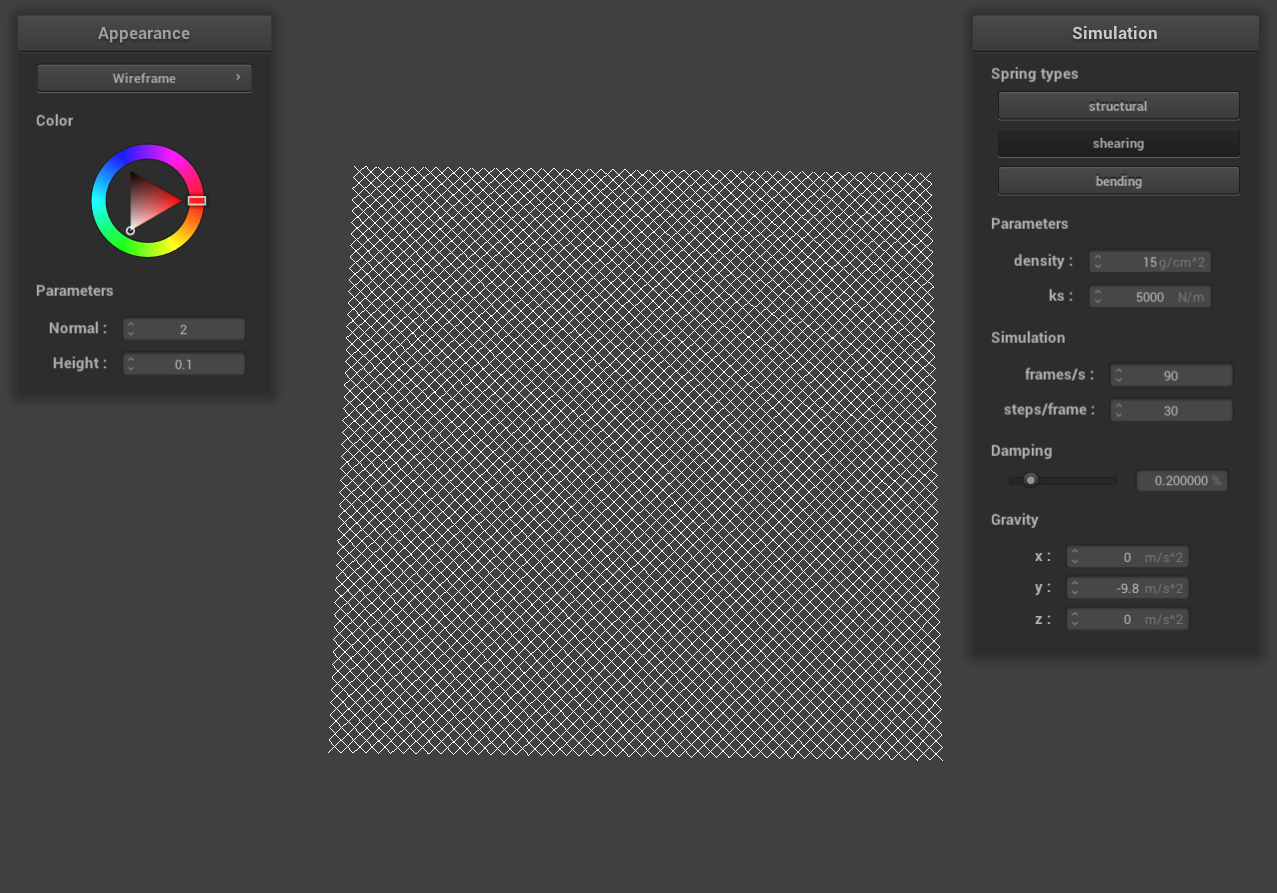 Appearance
Wireframe
Color
Parameters
Normal : 2
Height : 0.1
Simulation
Spring types
structural
shearing
bending
Parameters
density : 15 g/cm^2
ks : 5000 N/m
Simulation
frames/s : 90
steps/frame : 30
Damping
0.200000 %
Gravity
x : 0 m/s^2
y : -9.8 m/s^2
z : 0 m/s^2